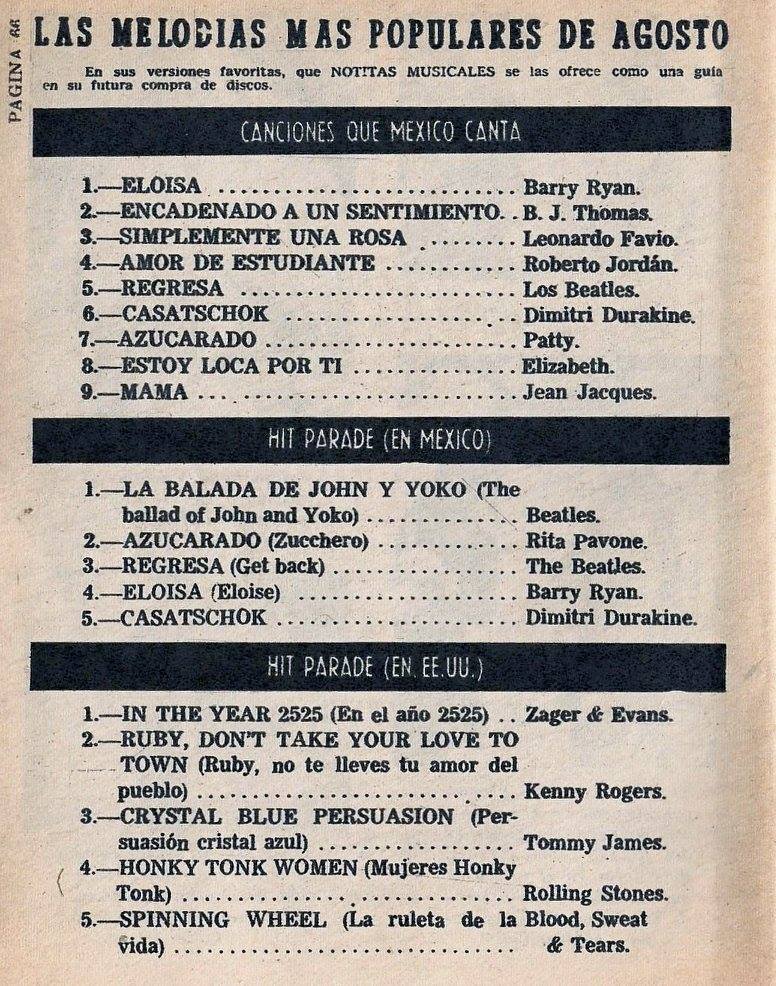 PAGINA 66
LAS MELODIAS MAS POPULARES DE AGOSTO
En sus versiones favoritas, que NOTITAS MUSICALES se las ofrece como una guía
en su futura compra de discos.
CANCIONES QUE MEXICO CANTA
1.—ELOISA .......................... Barry Ryan.
2.—ENCADENADO A UN SENTIMIENTO. . B. J. Thomas.
3.—SIMPLEMENTE UNA ROSA ........ Leonardo Favio.
4.—AMOR DE ESTUDIANTE ............ Roberto Jordán.
5.—REGRESA ........................ Los Beatles.
6.—CASATSCHOK .................... Dimitri Durakine.
7.—AZUCARADO ...................... Patty.
8.—ESTOY LOCA POR TI .............. Elizabeth.
9.—MAMA ... ........................ Jean Jacques.
HIT PARADE (EN MEXICO)
1.—LA BALADA DE JOHN Y YOKO (The
ballad of John and Yoko) ............. Beatles.
2.—AZUCARADO (Zucchero) ............. Rita Pavone.
3.—REGRESA (Get back) ................ The Beatles.
4.—ELOISA (Eloise) .................... Barry Ryan.
5.—CASATSCHOK ..................... Dimitri Durakine.
HIT PARADE (EN EE.UU.)
1.—IN THE YEAR 2525 (En el año 2525) . . Zager & Evans.
2.—RUBY, DON'T TAKE YOUR LOVE TO
TOWN (Ruby, no te lleves tu amor del
pueblo) ............................ Kenny Rogers.
3.—CRYSTAL BLUE PERSUASION (Per-
suasión cristal azul) ................. Tommy James.
4.—HONKY TONK WOMEN (Mujeres Honky
Tonk) ............................. Rolling Stones.
5.—SPINNING WHEEL (La ruleta de la Blood, Sweat
vida) .............................. & Tears.